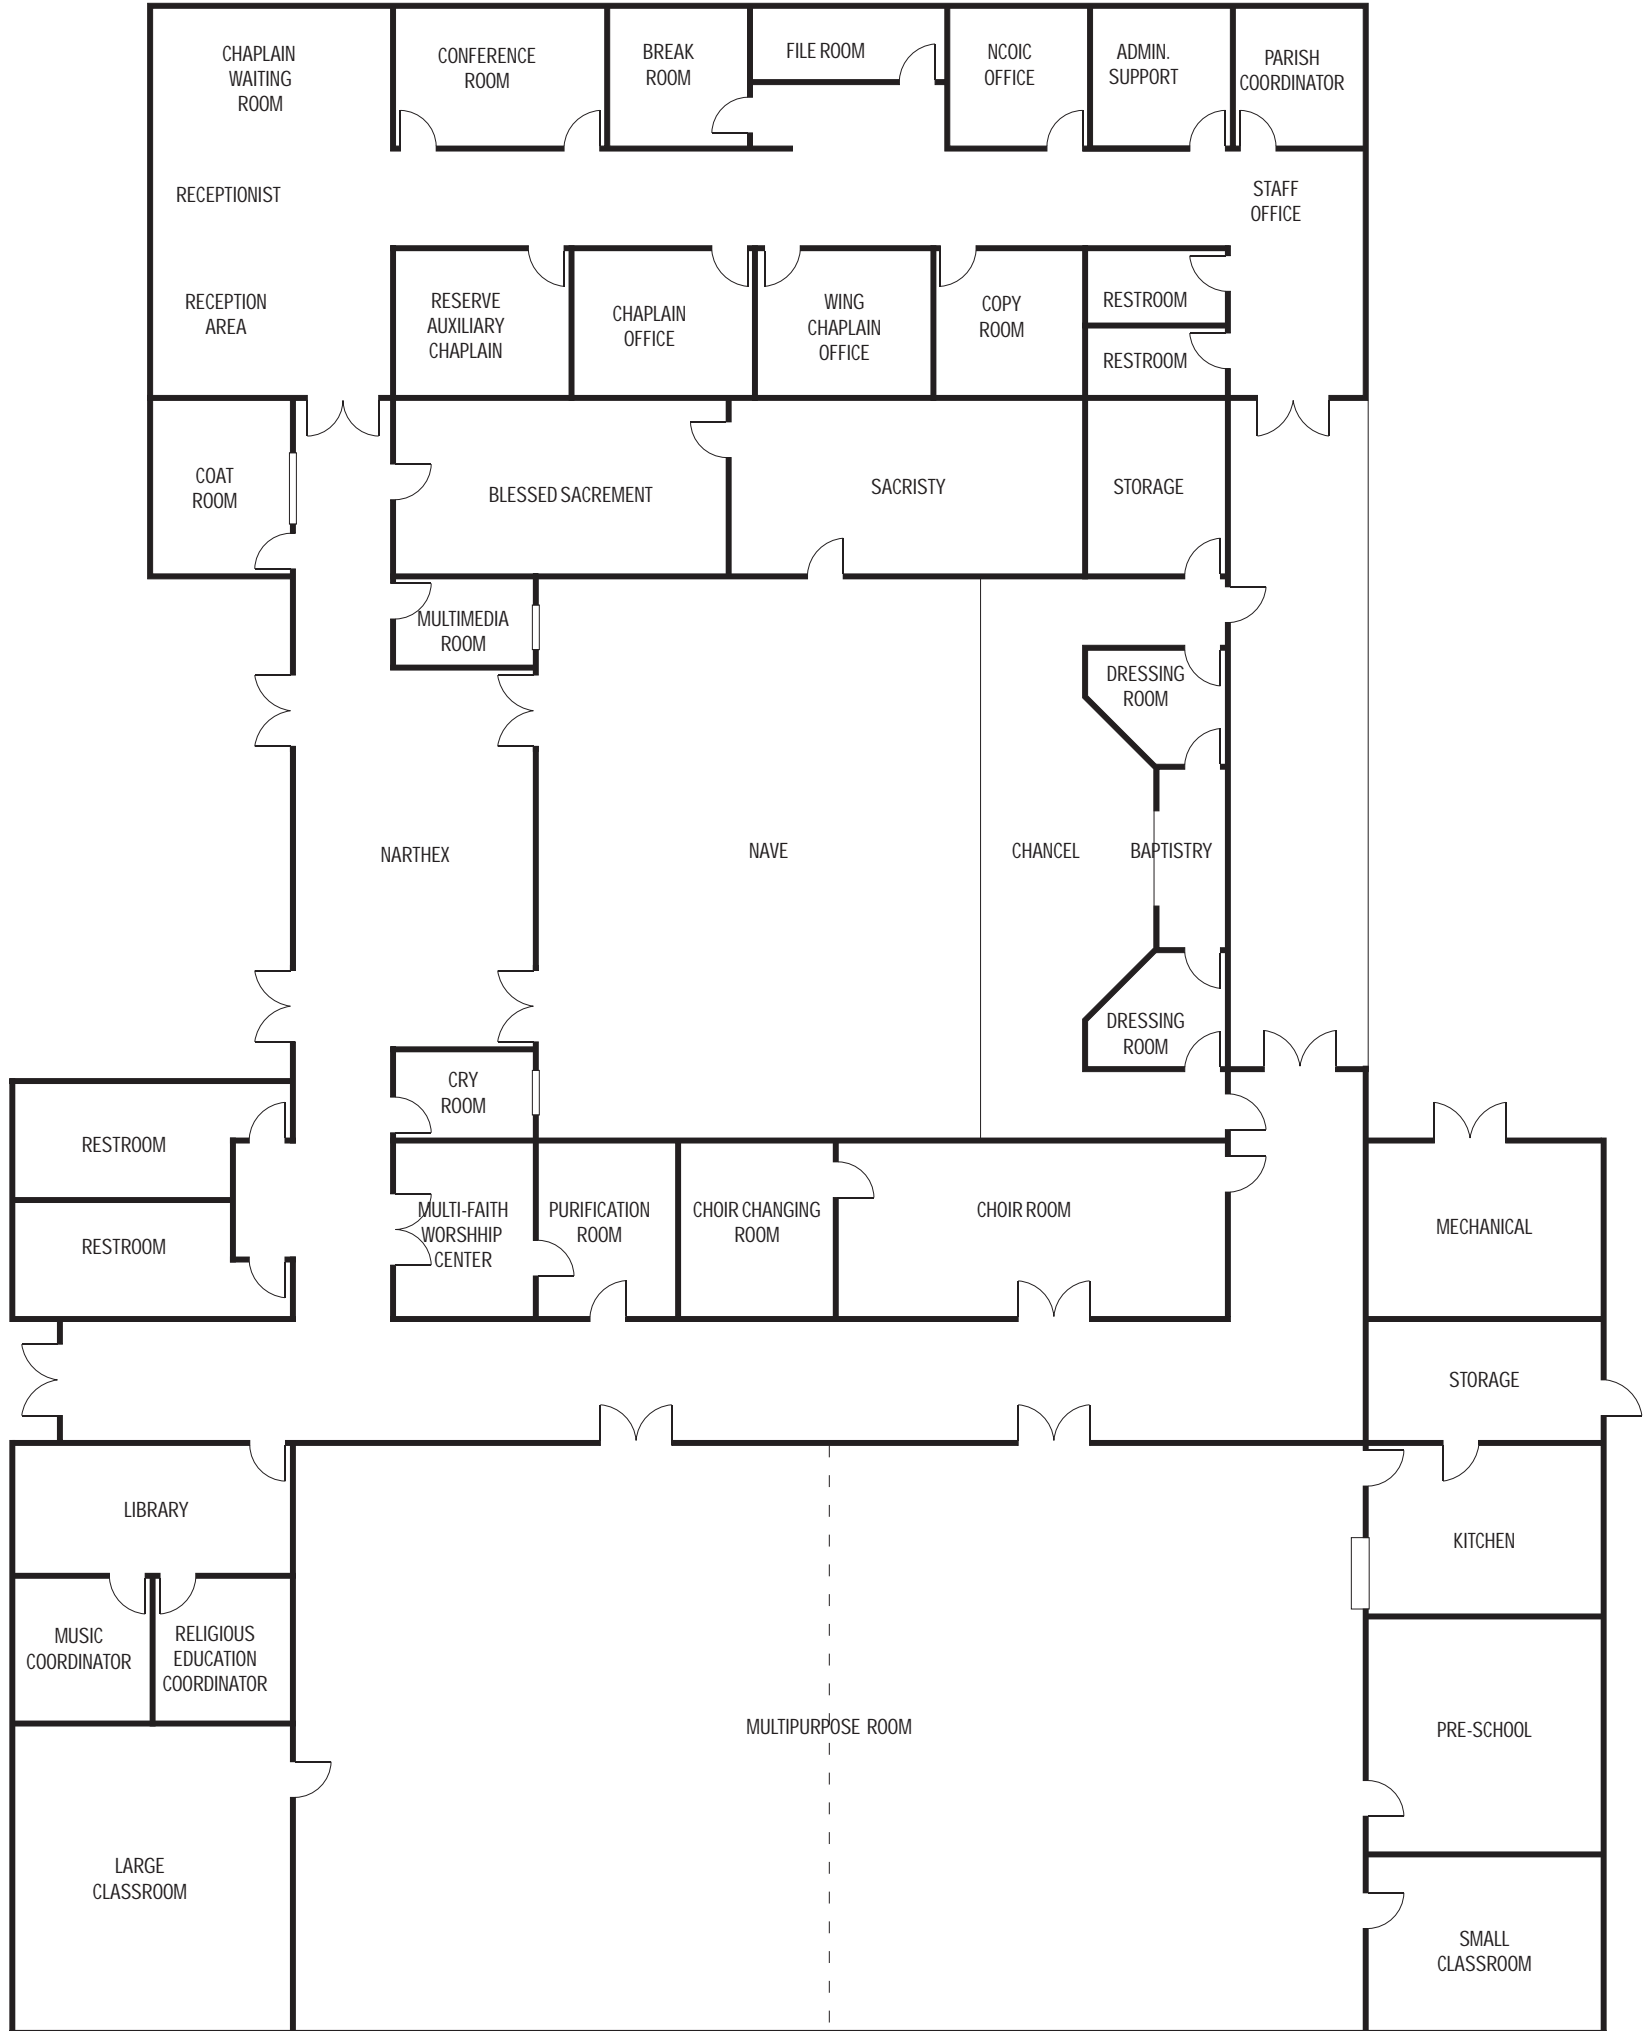 CHAPLAIN
WAITING
ROOM
CONFERENCE
ROOM
BREAK
ROOM
FILE ROOM
NCOIC
OFFICE
ADMIN.
SUPPORT
PARISH
COORDINATOR
RECEPTIONIST
STAFF
OFFICE
RECEPTION
AREA
RESERVE
AUXILIARY
CHAPLAIN
CHAPLAIN
OFFICE
WING
CHAPLAIN
OFFICE
COPY
ROOM
RESTROOM
RESTROOM
COAT
ROOM
BLESSED SACREMENT
SACRISTY
STORAGE
MULTIMEDIA
ROOM
DRESSING
ROOM
NARTHEX
NAVE
CHANCEL
BAPTISTRY
DRESSING
ROOM
CRY
ROOM
RESTROOM
RESTROOM
MULTI-FAITH
WORSHHIP
CENTER
PURIFICATION
ROOM
CHOIR CHANGING
ROOM
CHOIR ROOM
MECHANICAL
STORAGE
LIBRARY
KITCHEN
MUSIC
COORDINATOR
RELIGIOUS
EDUCATION
COORDINATOR
MULTIPURPOSE ROOM
PRE-SCHOOL
LARGE
CLASSROOM
SMALL
CLASSROOM